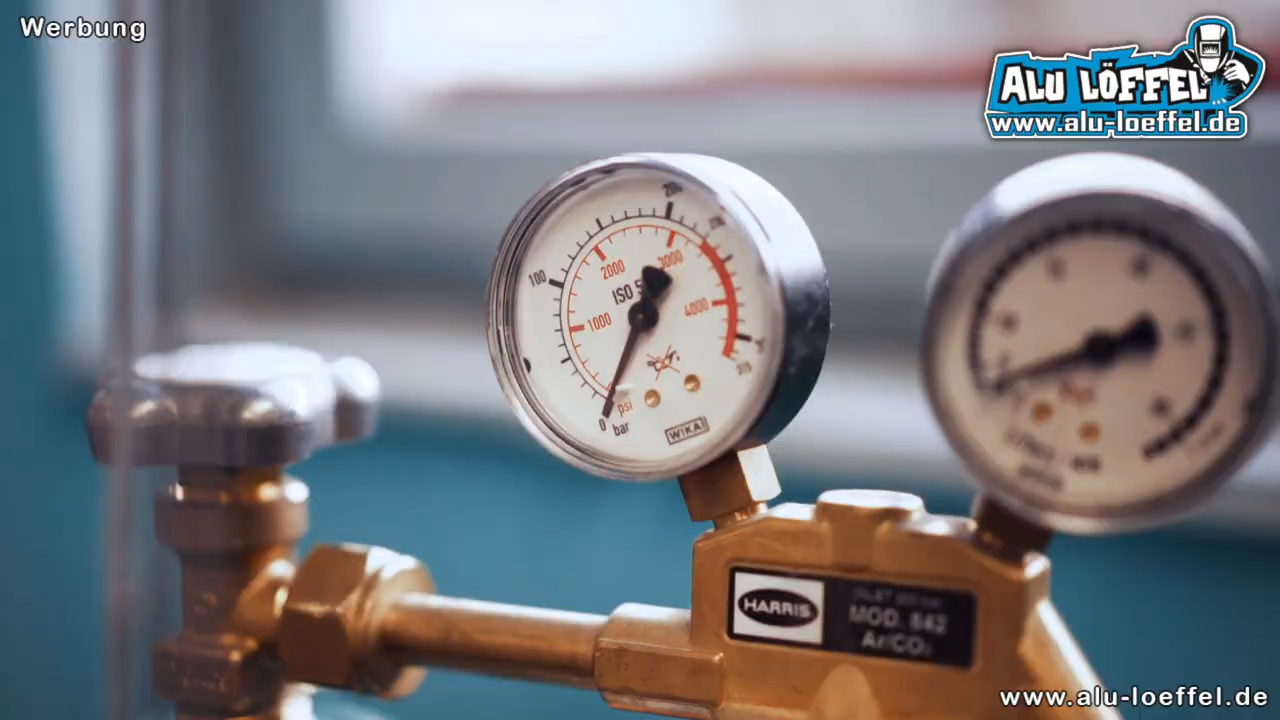 Werbung
ALU LÖFFEL
www.alu-loeffel.de
100
2000
3000
ISO 5
1000
4000
0
psi
bar
WIKA
HARRIS
MOD. 842
Ar/CO₂
www.alu-loeffel.de